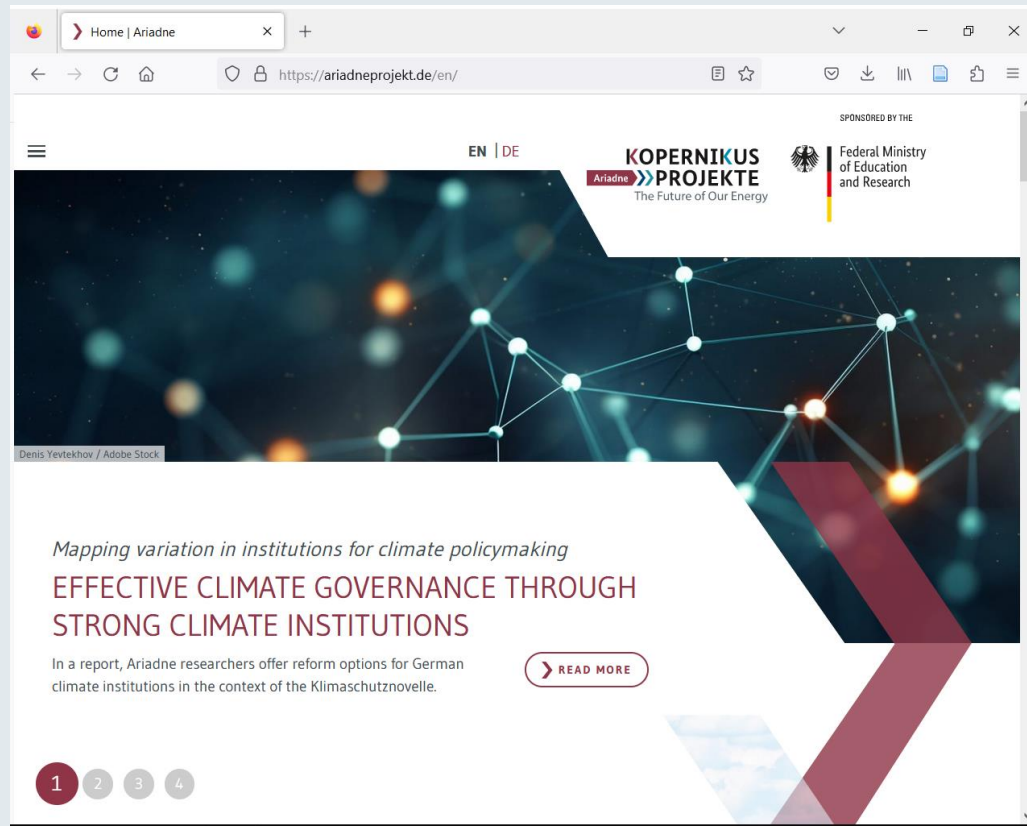 Home | Ariadne
https://ariadneprojekt.de/en/
SPONSORED BY THE
EN | DE
KOPERNIKUS
Ariadne PROJEKTE
The Future of Our Energy
Federal Ministry
of Education
and Research
Denis Yevtekhov / Adobe Stock
Mapping variation in institutions for climate policymaking
EFFECTIVE CLIMATE GOVERNANCE THROUGH
STRONG CLIMATE INSTITUTIONS
In a report, Ariadne researchers offer reform options for German
climate institutions in the context of the Klimaschutznovelle.
READ MORE
1 2 3 4